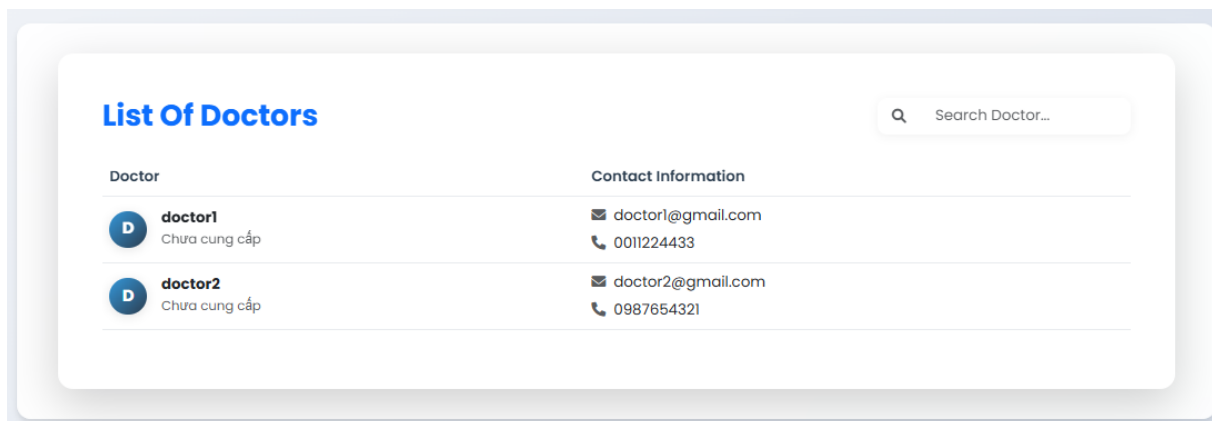 List Of Doctors
Search Doctor...
Doctor Contact Information
D doctor1 doctor1@gmail.com
Chưa cung cấp 0011224433
D doctor2 doctor2@gmail.com
Chưa cung cấp 0987654321